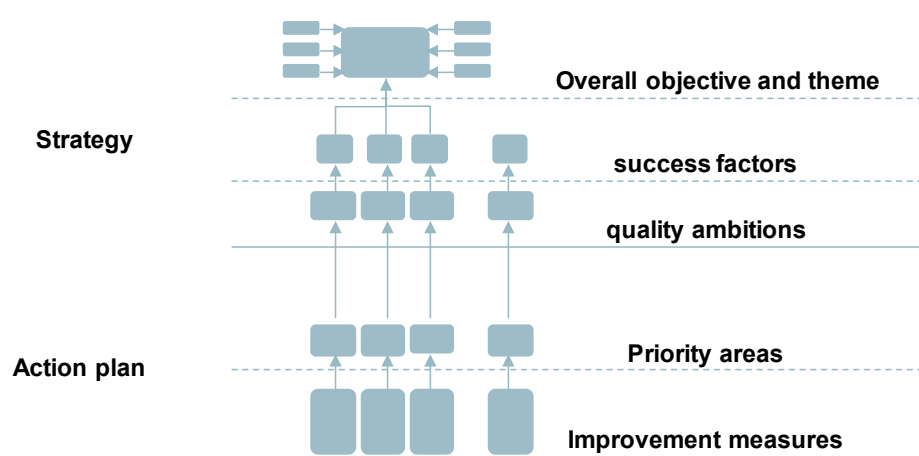 Overall objective and theme
Strategy
success factors
quality ambitions
Priority areas
Action plan
Improvement measures